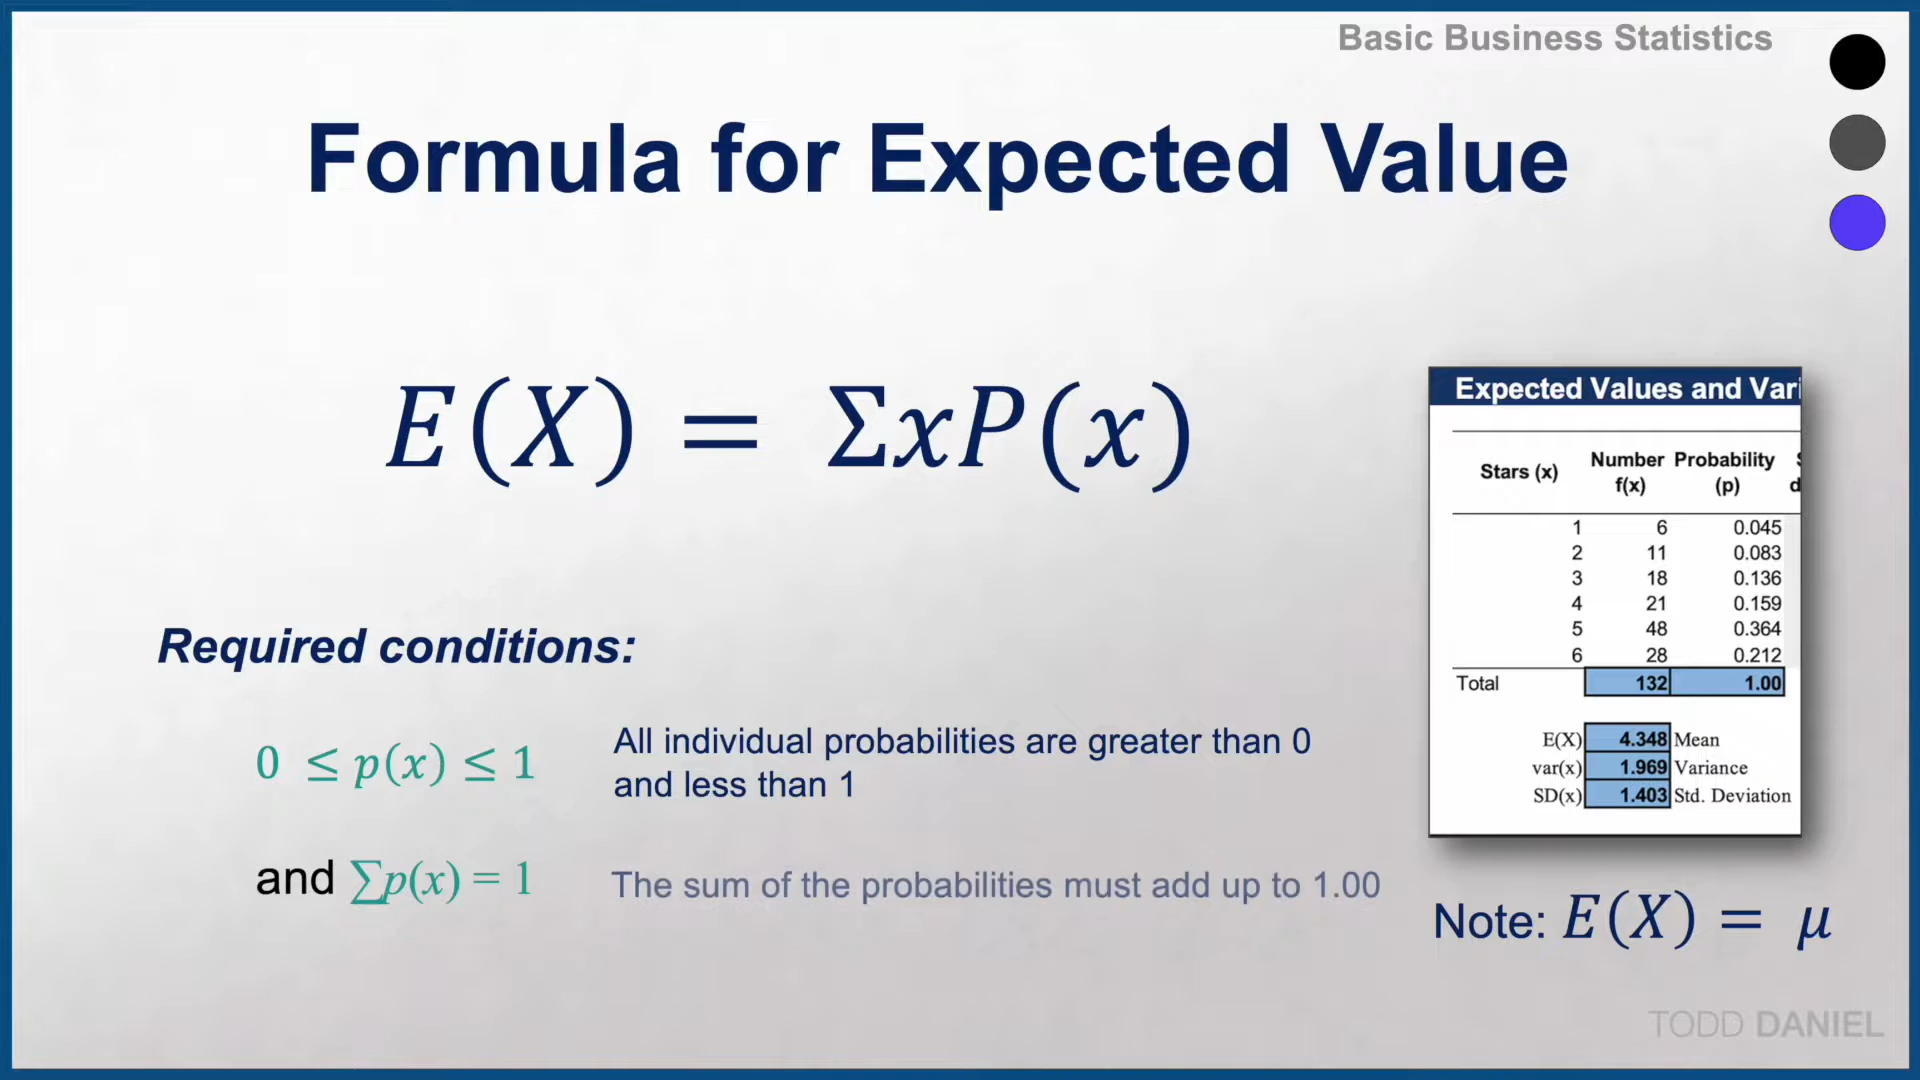 Basic Business Statistics
Formula for Expected Value
E(X) = ΣxP(x)
Required conditions:
0 ≤ p(x) ≤ 1
All individual probabilities are greater than 0
and less than 1
and ∑p(x) = 1
The sum of the probabilities must add up to 1.00
Expected Values and Vari
Stars (x) Number f(x) Probability (p)
1 6 0.045
2 11 0.083
3 18 0.136
4 21 0.159
5 48 0.364
6 28 0.212
Total 132 1.00
E(X) 4.348 Mean
var(x) 1.969 Variance
SD(x) 1.403 Std. Deviation
Note: E(X) = μ
TODD DANIEL